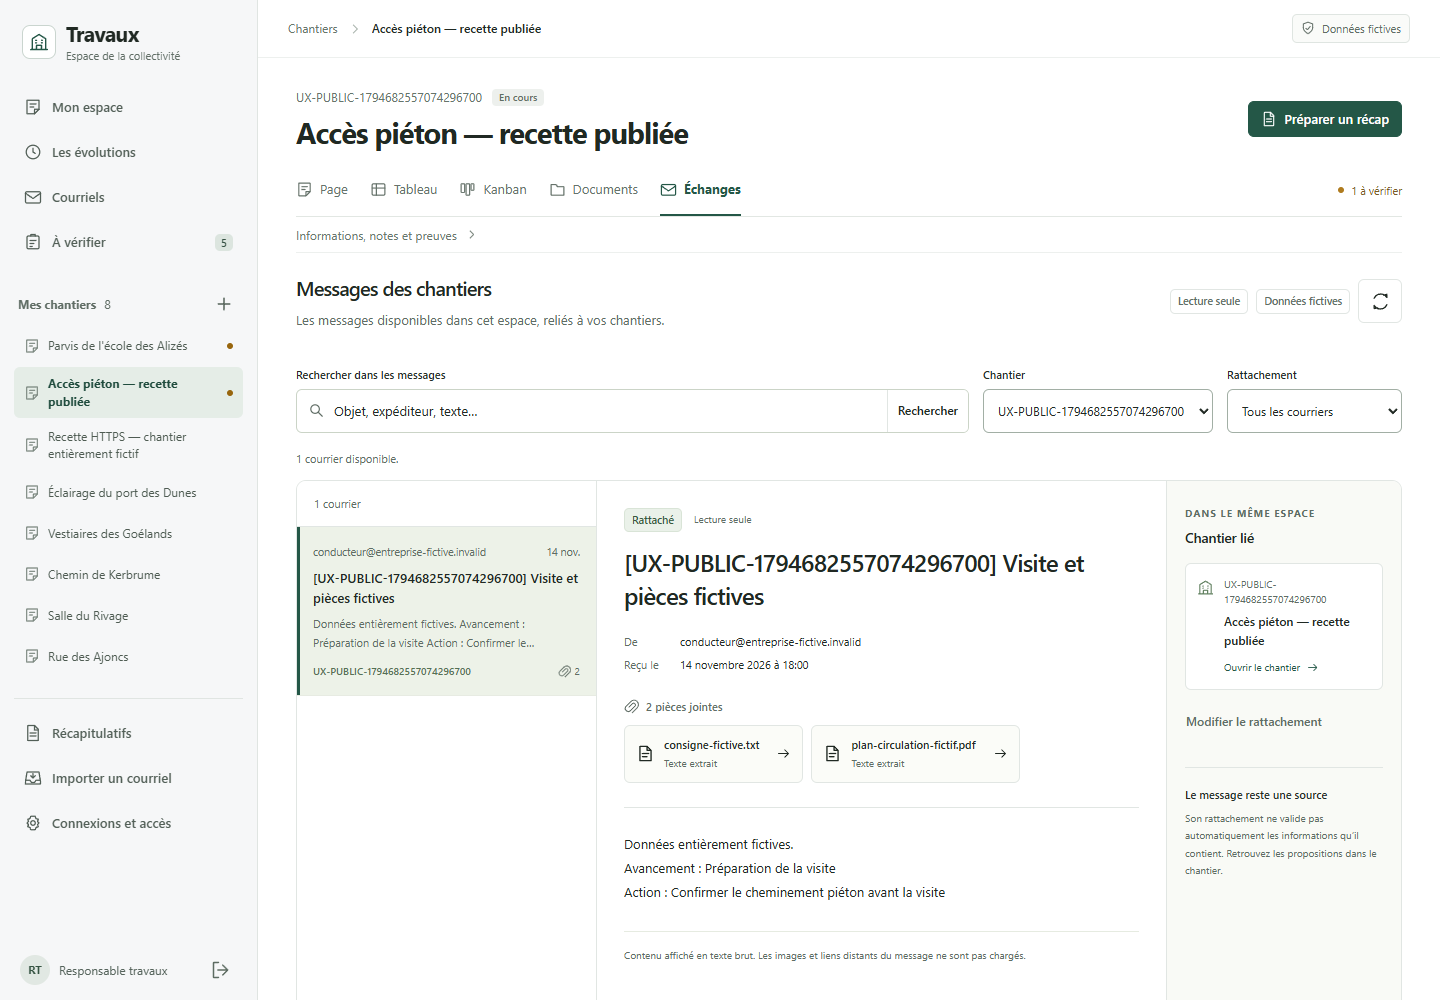 Travaux
Espace de la collectivité
Mon espace
Les évolutions
Courriels
À vérifier 5
Mes chantiers 8
Parvis de l'école des Alizés
Accès piéton — recette
publiée
Recette HTTPS — chantier
entièrement fictif
Éclairage du port des Dunes
Vestiaires des Goélands
Chemin de Kerbrume
Salle du Rivage
Rue des Ajoncs
Récapitulatifs
Importer un courriel
Connexions et accès
RT Responsable travaux
Chantiers Accès piéton — recette publiée
Données fictives
UX-PUBLIC-1794682557074296700 En cours
Accès piéton — recette publiée
Préparer un récap
Page Tableau Kanban Documents Échanges
1 à vérifier
Informations, notes et preuves
Messages des chantiers
Les messages disponibles dans cet espace, reliés à vos chantiers.
Lecture seule Données fictives
Rechercher dans les messages
Objet, expéditeur, texte... Rechercher
Chantier
UX-PUBLIC-1794682557074296700
Rattachement
Tous les courriers
1 courrier disponible.
1 courrier
conducteur@entreprise-fictive.invalid 14 nov.
[UX-PUBLIC-1794682557074296700] Visite et
pièces fictives
Données entièrement fictives. Avancement :
Préparation de la visite Action : Confirmer le...
UX-PUBLIC-1794682557074296700 2
Rattaché Lecture seule
[UX-PUBLIC-1794682557074296700] Visite et
pièces fictives
De conducteur@entreprise-fictive.invalid
Reçu le 14 novembre 2026 à 18:00
2 pièces jointes
consigne-fictive.txt
Texte extrait
plan-circulation-fictif.pdf
Texte extrait
Données entièrement fictives.
Avancement : Préparation de la visite
Action : Confirmer le cheminement piéton avant la visite
Contenu affiché en texte brut. Les images et liens distants du message ne sont pas chargés.
DANS LE MÊME ESPACE
Chantier lié
UX-PUBLIC-
1794682557074296700
Accès piéton — recette
publiée
Ouvrir le chantier
Modifier le rattachement
Le message reste une source
Son rattachement ne valide pas
automatiquement les informations qu'il
contient. Retrouvez les propositions dans le
chantier.